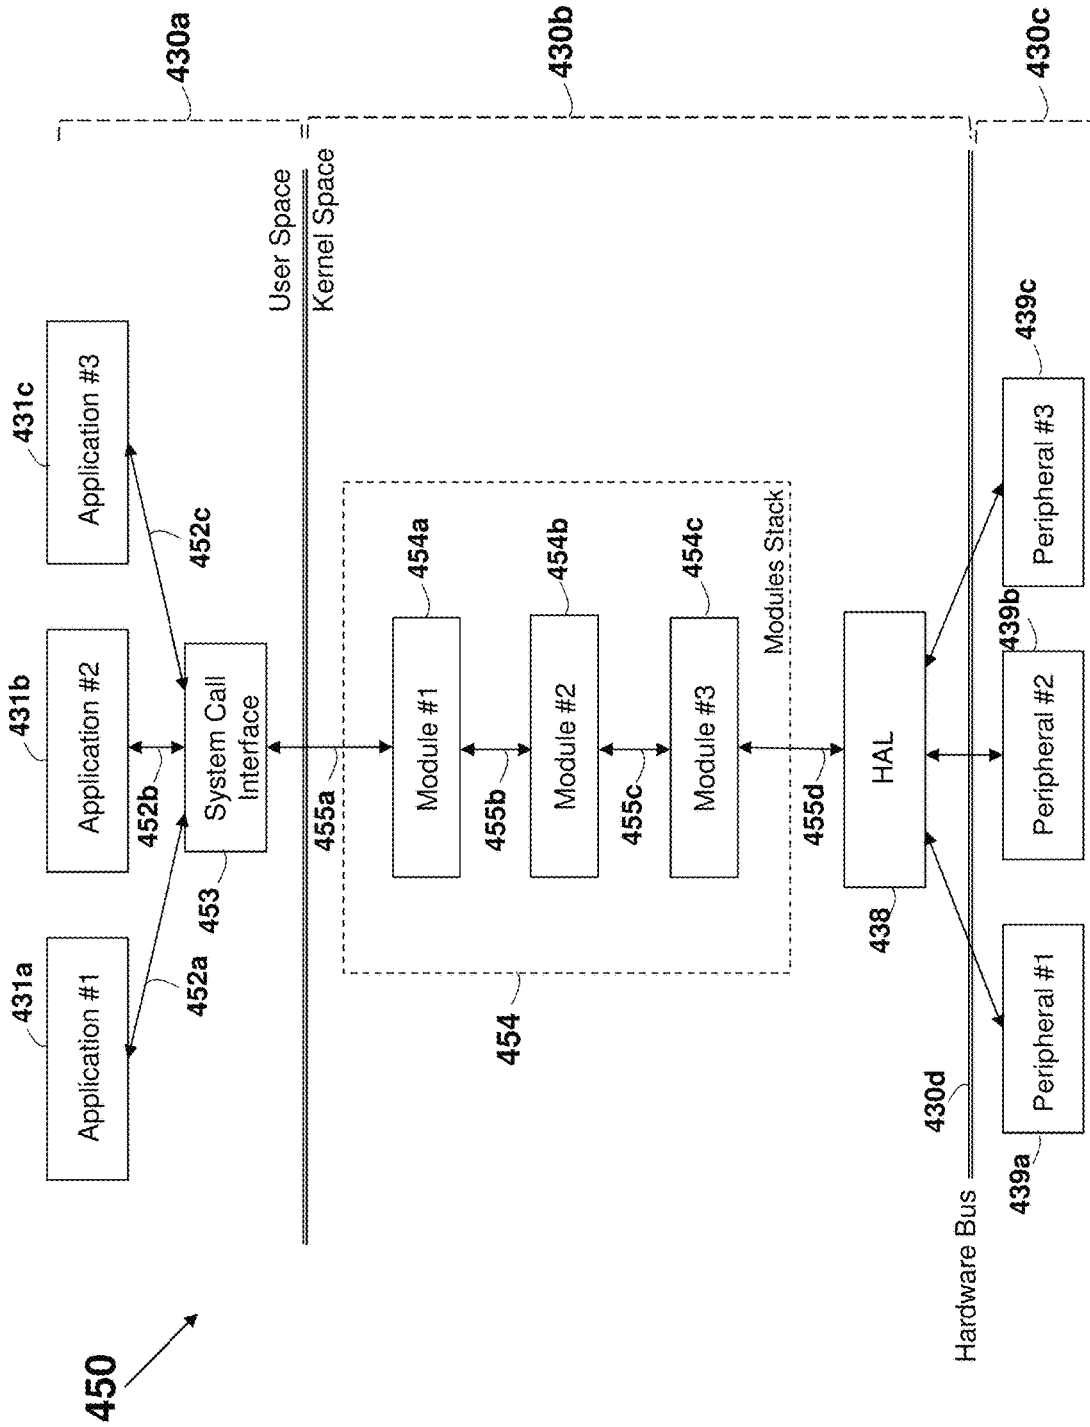 450
431a
Application #1
431b
Application #2
431c
Application #3
430a
452a
452b
452c
453
System Call
Interface
User Space
Kernel Space
455a
430b
454
454a
Module #1
455b
454b
Module #2
455c
454c
Module #3
Modules Stack
455d
438
HAL
Hardware Bus
430d
430c
439a
Peripheral #1
439b
Peripheral #2
439c
Peripheral #3